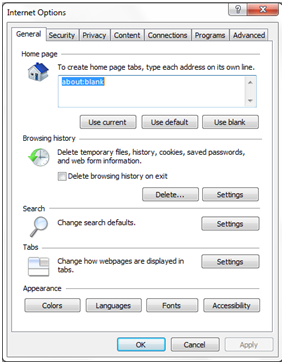 Internet Options
General Security Privacy Content Connections Programs Advanced
Home page
To create home page tabs, type each address on its own line.
about:blank
Use current Use default Use blank
Browsing history
Delete temporary files, history, cookies, saved passwords,
and web form information.
Delete browsing history on exit
Delete... Settings
Search
Change search defaults. Settings
Tabs
Change how webpages are displayed in Settings
tabs.
Appearance
Colors Languages Fonts Accessibility
OK Cancel Apply